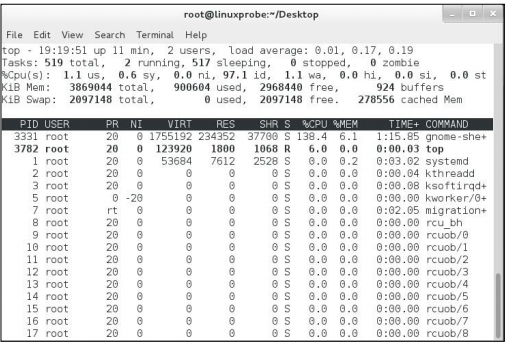 root@linuxprobe:~/Desktop
File Edit View Search Terminal Help
top - 19:19:51 up 11 min, 2 users, load average: 0.01, 0.17, 0.19
Tasks: 519 total, 2 running, 517 sleeping, 0 stopped, 0 zombie
%Cpu(s): 1.1 us, 0.6 sy, 0.0 ni, 97.1 id, 1.1 wa, 0.0 hi, 0.0 si, 0.0 st
KiB Mem: 3869044 total, 900604 used, 2968440 free, 924 buffers
KiB Swap: 2097148 total, 0 used, 2097148 free. 278556 cached Mem
PID USER PR NI VIRT RES SHR S %CPU %MEM TIME+ COMMAND
3331 root 20 0 1755192 234352 37700 S 138.4 6.1 1:15.85 gnome-she+
3782 root 20 0 123920 1800 1068 R 6.0 0.0 0:00.03 top
1 root 20 0 53684 7612 2528 S 0.0 0.2 0:03.02 systemd
2 root 20 0 0 0 0 S 0.0 0.0 0:00.04 kthreadd
3 root 20 0 0 0 0 S 0.0 0.0 0:00.08 ksoftirqd+
5 root 0 -20 0 0 0 S 0.0 0.0 0:00.00 kworker/0+
7 root rt 0 0 0 0 S 0.0 0.0 0:02.05 migration+
8 root 20 0 0 0 0 S 0.0 0.0 0:00.00 rcu_bh
9 root 20 0 0 0 0 S 0.0 0.0 0:00.00 rcuob/0
10 root 20 0 0 0 0 S 0.0 0.0 0:00.00 rcuob/1
11 root 20 0 0 0 0 S 0.0 0.0 0:00.00 rcuob/2
12 root 20 0 0 0 0 S 0.0 0.0 0:00.00 rcuob/3
13 root 20 0 0 0 0 S 0.0 0.0 0:00.00 rcuob/4
14 root 20 0 0 0 0 S 0.0 0.0 0:00.00 rcuob/5
15 root 20 0 0 0 0 S 0.0 0.0 0:00.00 rcuob/6
16 root 20 0 0 0 0 S 0.0 0.0 0:00.00 rcuob/7
17 root 20 0 0 0 0 S 0.0 0.0 0:00.00 rcuob/8